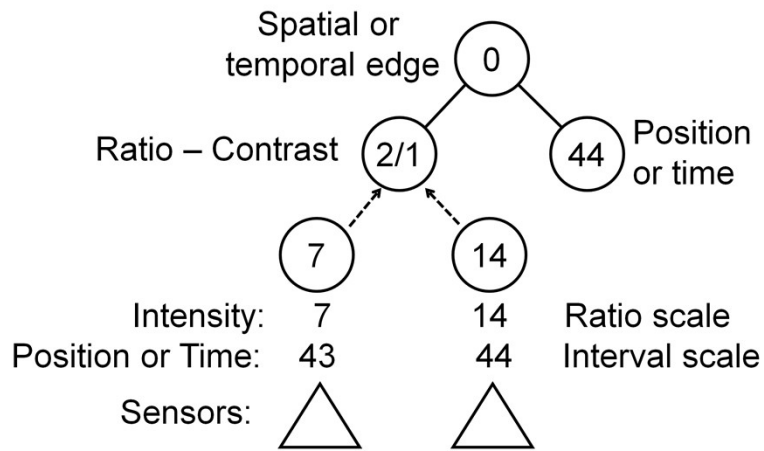 Spatial or
temporal edge
0
Ratio – Contrast
2/1
44
Position
or time
7
14
Intensity: 7 14 Ratio scale
Position or Time: 43 44 Interval scale
Sensors: